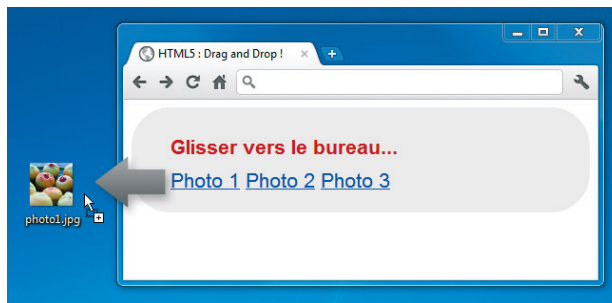 HTML5 : Drag and Drop !
Glisser vers le bureau...
Photo 1 Photo 2 Photo 3
photo1.jpg